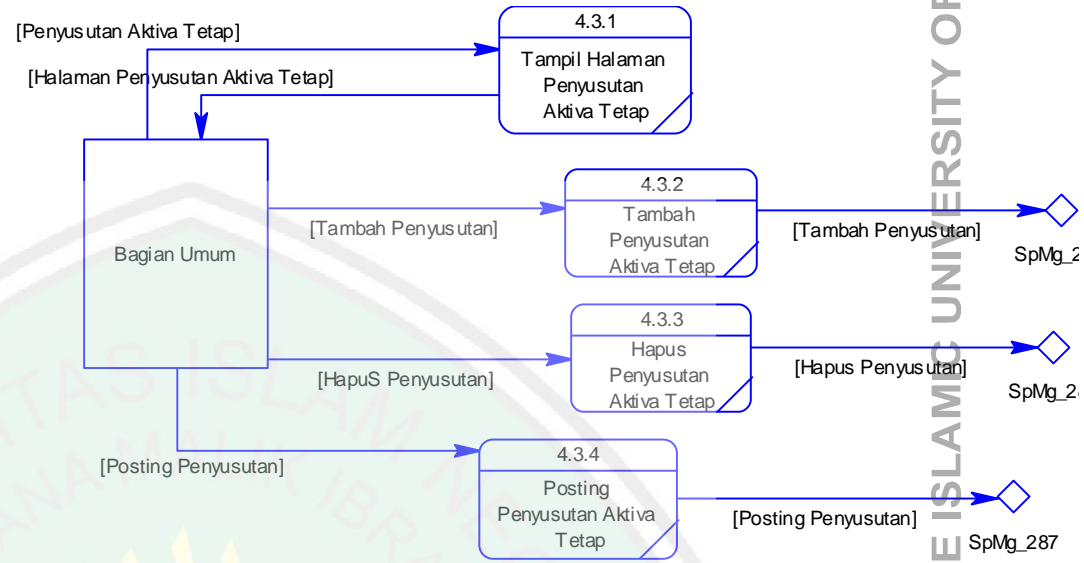 [Penyusutan Aktiva Tetap]
[Halaman Penyusutan Aktiva Tetap]
4.3.1
Tampil Halaman
Penyusutan
Aktiva Tetap
Bagian Umum
[Tambah Penyusutan]
4.3.2
Tambah
Penyusutan
Aktiva Tetap
[Tambah Penyusutan]
[HapuS Penyusutan]
4.3.3
Hapus
Penyusutan
Aktiva Tetap
[Hapus Penyusutan]
[Posting Penyusutan]
4.3.4
Posting
Penyusutan Aktiva
Tetap
[Posting Penyusutan]
SpMg_287
ISLAMIC UNIVERSITY OF